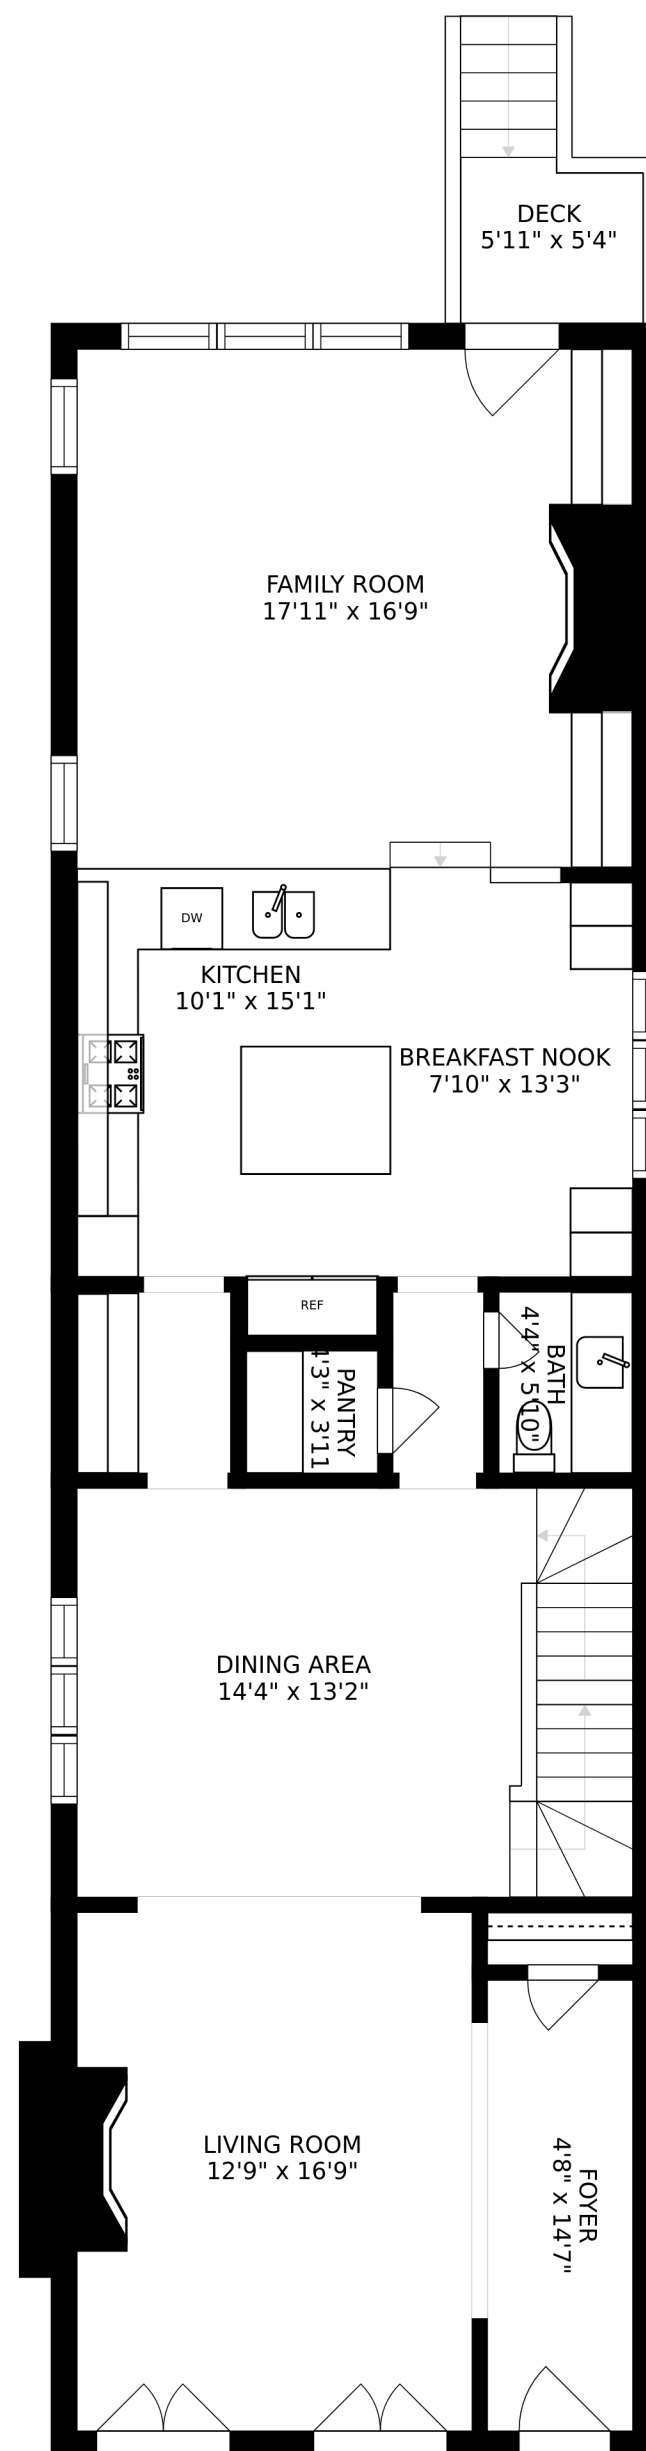 DECK
5'11" x 5'4"
FAMILY ROOM
17'11" x 16'9"
DW
KITCHEN
10'1" x 15'1"
BREAKFAST NOOK
7'10" x 13'3"
REF
BATH
4'4" x 5'10"
PANTRY
4'3" x 3'11
DINING AREA
14'4" x 13'2"
LIVING ROOM
12'9" x 16'9"
FOYER
4'8" x 14'7"